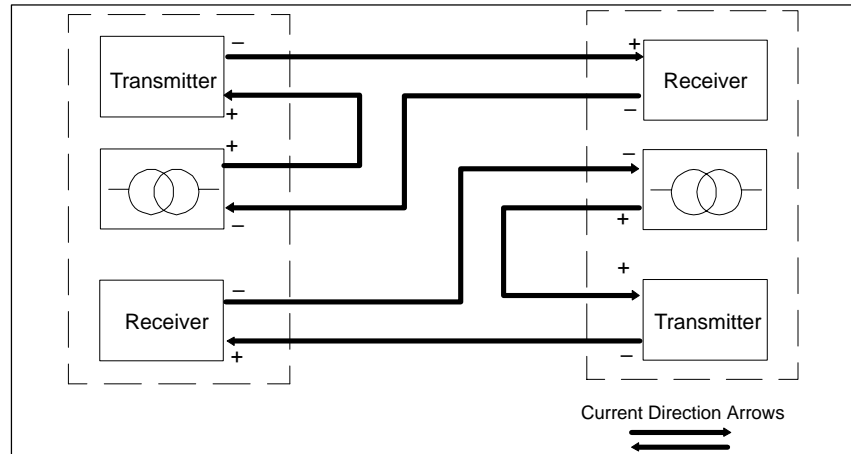 Transmitter
−
+
+
−
Receiver
−
+
+
−
Receiver
−
+
+
−
Transmitter
Current Direction Arrows